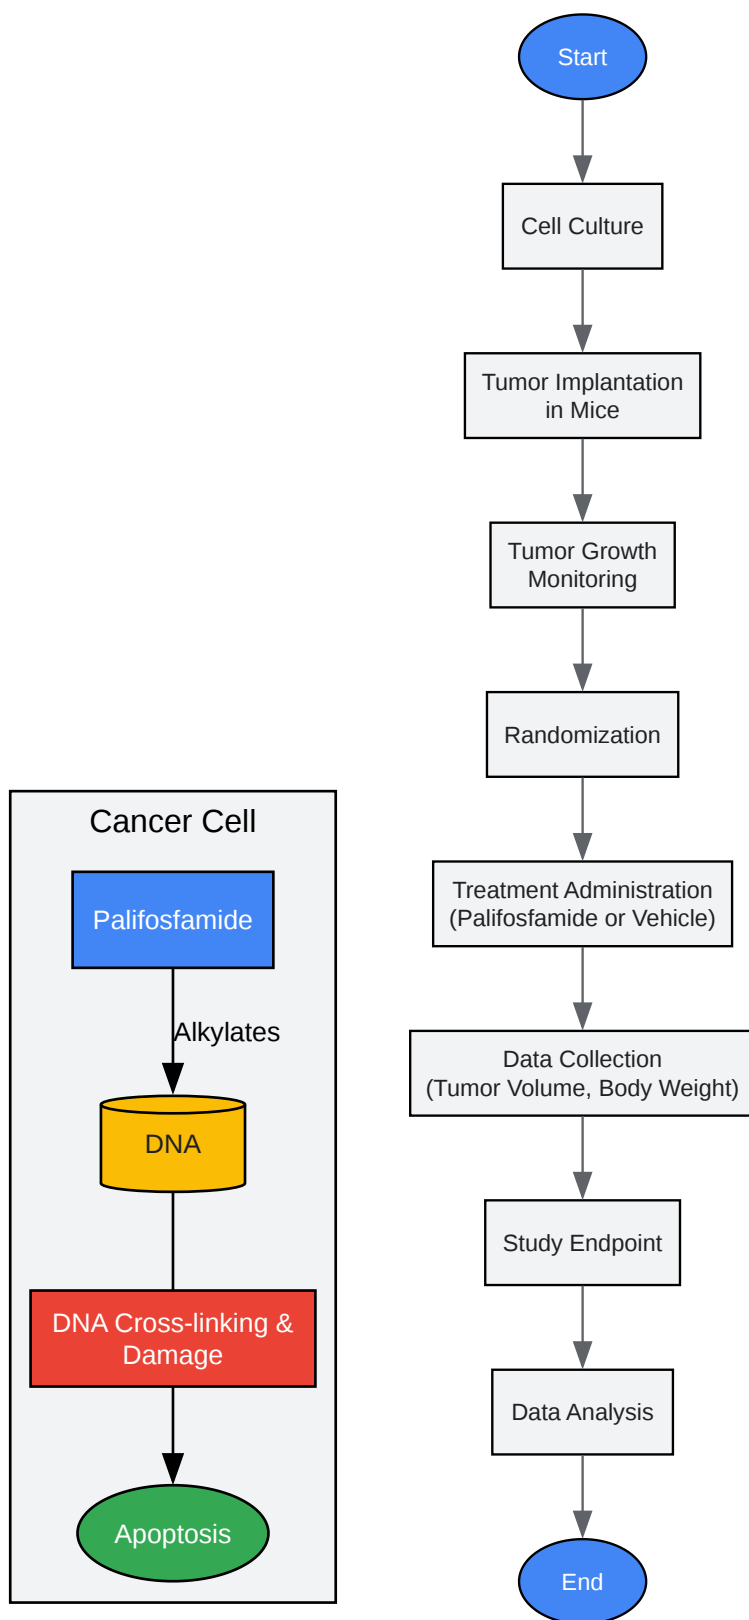 Start
Cell Culture
Tumor Implantation
in Mice
Tumor Growth
Monitoring
Randomization
Treatment Administration
(Palifosfamide or Vehicle)
Data Collection
(Tumor Volume, Body Weight)
Study Endpoint
Data Analysis
End
Cancer Cell
Palifosfamide
Alkylates
DNA
DNA Cross-linking &
Damage
Apoptosis